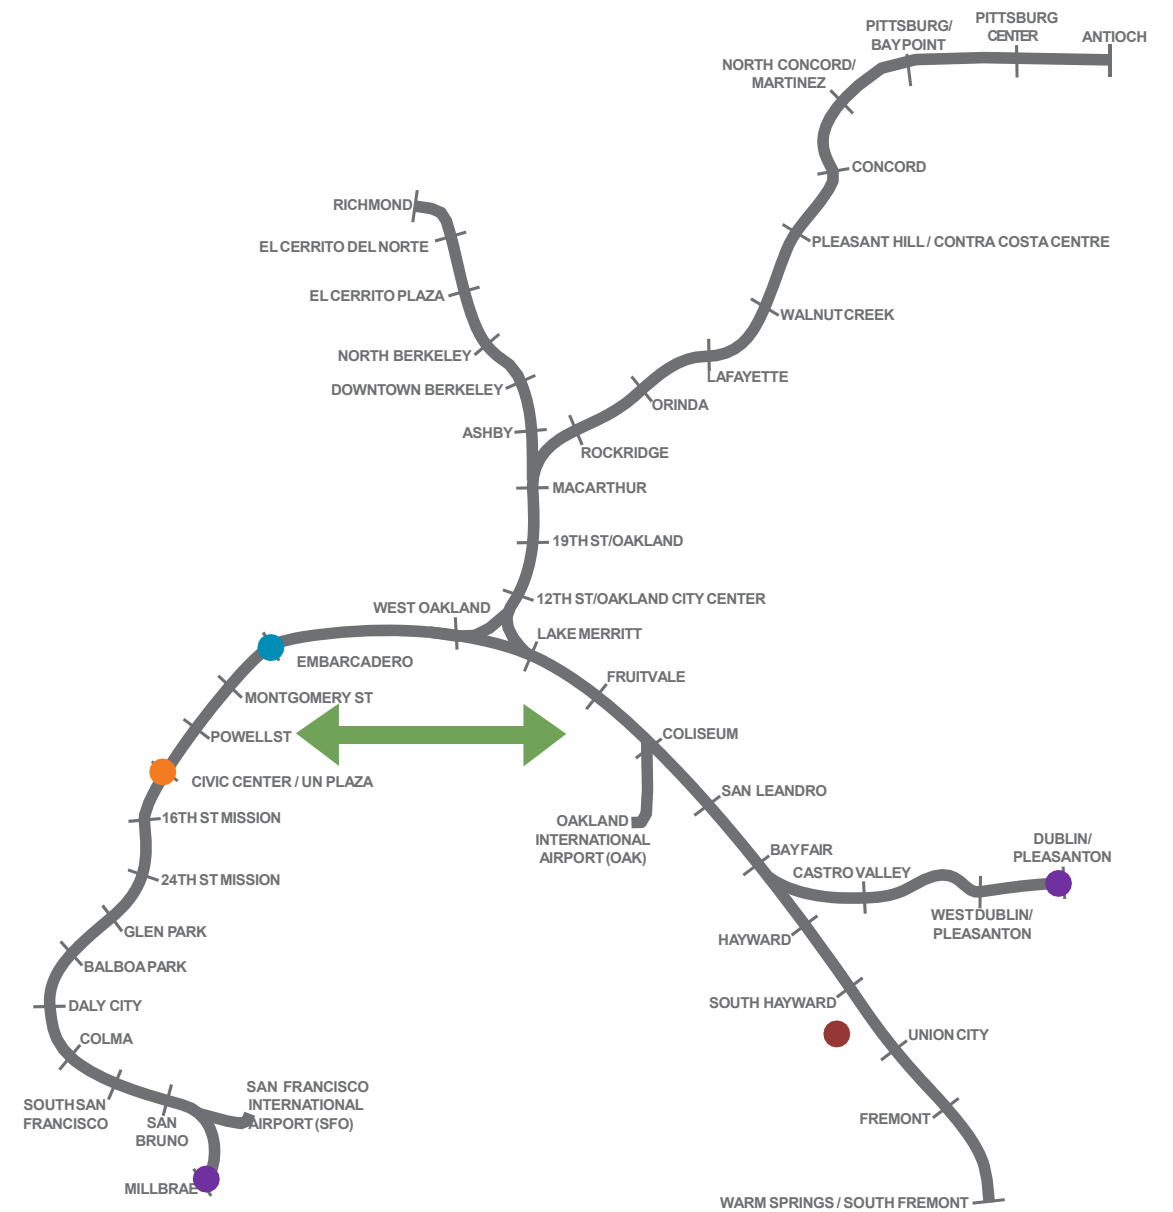 PITTSBURG
CENTER
PITTSBURG/
BAY POINT
ANTIOCH
NORTH CONCORD/
MARTINEZ
CONCORD
RICHMOND
EL CERRITO DEL NORTE
PLEASANT HILL / CONTRA COSTA CENTRE
EL CERRITO PLAZA
WALNUT CREEK
NORTH BERKELEY
LAFAYETTE
DOWNTOWN BERKELEY
ORINDA
ASHBY
ROCKRIDGE
MACARTHUR
19TH ST/OAKLAND
12TH ST/OAKLAND CITY CENTER
WEST OAKLAND
LAKE MERRITT
EMBARCADERO
FRUITVALE
MONTGOMERY ST
POWELL ST
COLISEUM
CIVIC CENTER / UN PLAZA
SAN LEANDRO
16TH ST MISSION
OAKLAND
INTERNATIONAL
AIRPORT (OAK)
DUBLIN/
PLEASANTON
BAY FAIR
CASTRO VALLEY
24TH ST MISSION
WEST DUBLIN/
PLEASANTON
GLEN PARK
HAYWARD
BALBOA PARK
DALY CITY
SOUTH HAYWARD
COLMA
UNION CITY
SAN FRANCISCO
INTERNATIONAL
AIRPORT (SFO)
SOUTH SAN
FRANCISCO
SAN
BRUNO
FREMONT
MILLBRAE
WARM SPRINGS / SOUTH FREMONT